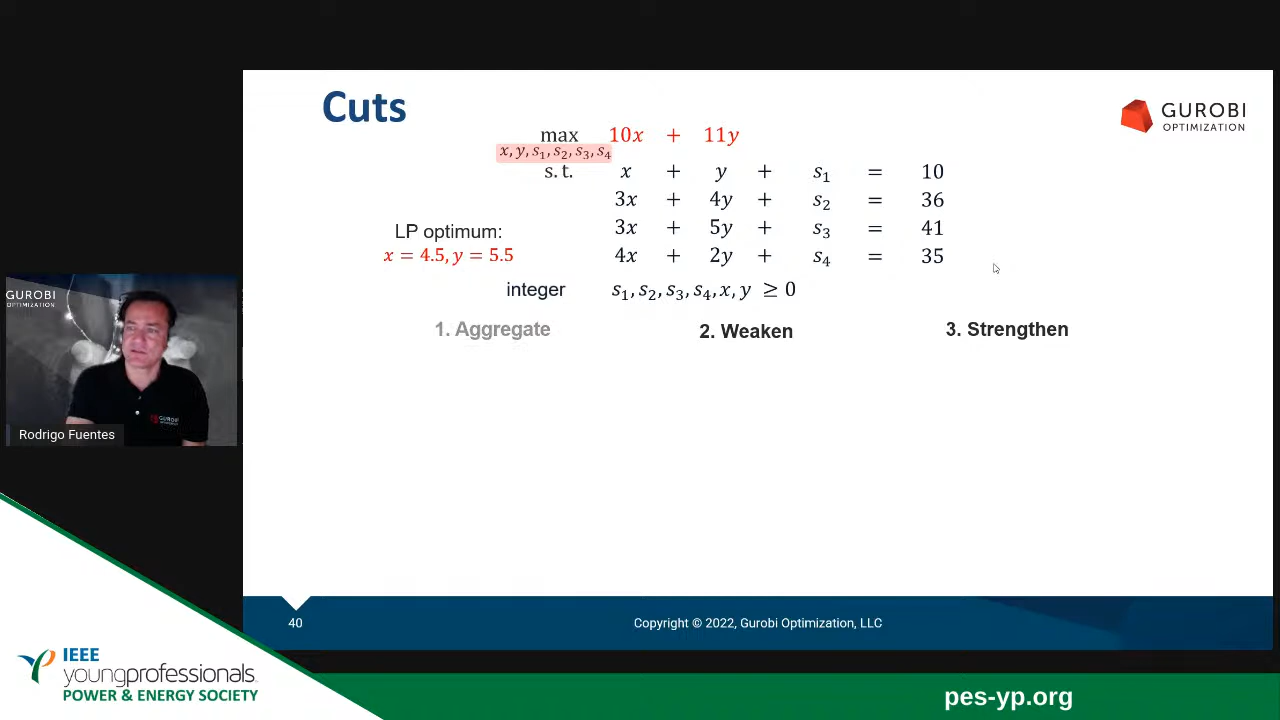 Cuts
GUROBI
OPTIMIZATION
max 10x + 11y
x, y, s₁, s₂, s₃, s₄
s.t. x + y + s₁ = 10
3x + 4y + s₂ = 36
LP optimum: 3x + 5y + s₃ = 41
x = 4.5, y = 5.5 4x + 2y + s₄ = 35
integer s₁, s₂, s₃, s₄, x, y ≥ 0
1. Aggregate 2. Weaken 3. Strengthen
GUROBI
OPTIMIZATION
GUROBI
Rodrigo Fuentes
40 Copyright © 2022, Gurobi Optimization, LLC
IEEE
youngprofessionals
POWER & ENERGY SOCIETY
pes-yp.org